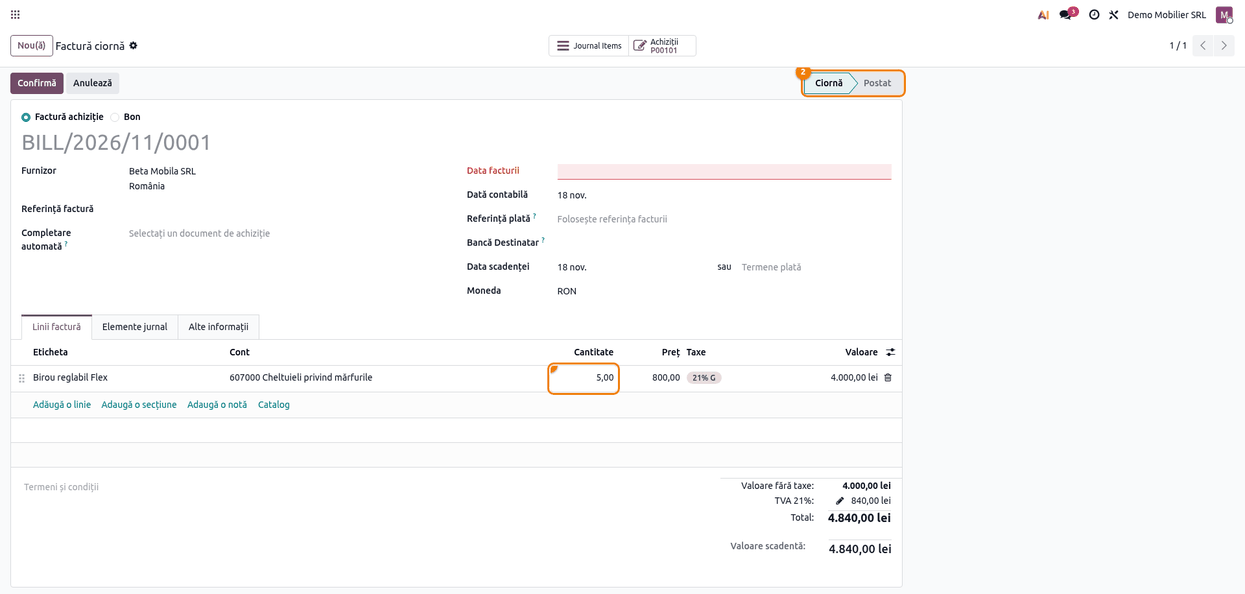 AI 3 Demo Mobilier SRL M
Nou(ă) Factură ciornă Journal Items Achiziții P00101 1 / 1
Confirmă Anulează 2 Ciornă Postat
Factură achiziție Bon
BILL/2026/11/0001
Furnizor Beta Mobila SRL Data facturii
România
Dată contabilă 18 nov.
Referință factură
Referință plată ? Folosește referința facturii
Completare automată ? Selectați un document de achiziție
Bancă Destinatar ?
Data scadenței 18 nov. sau Termene plată
Moneda RON
Linii factură Elemente jurnal Alte informații
Eticheta Cont Cantitate Preț Taxe Valoare
Birou reglabil Flex 607000 Cheltuieli privind mărfurile 5,00 800,00 21% G 4.000,00 lei
Adăugă o linie Adaugă o secțiune Adaugă o notă Catalog
Termeni și condiții
Valoare fără taxe: 4.000,00 lei
TVA 21%: 840,00 lei
Total: 4.840,00 lei
Valoare scadentă: 4.840,00 lei